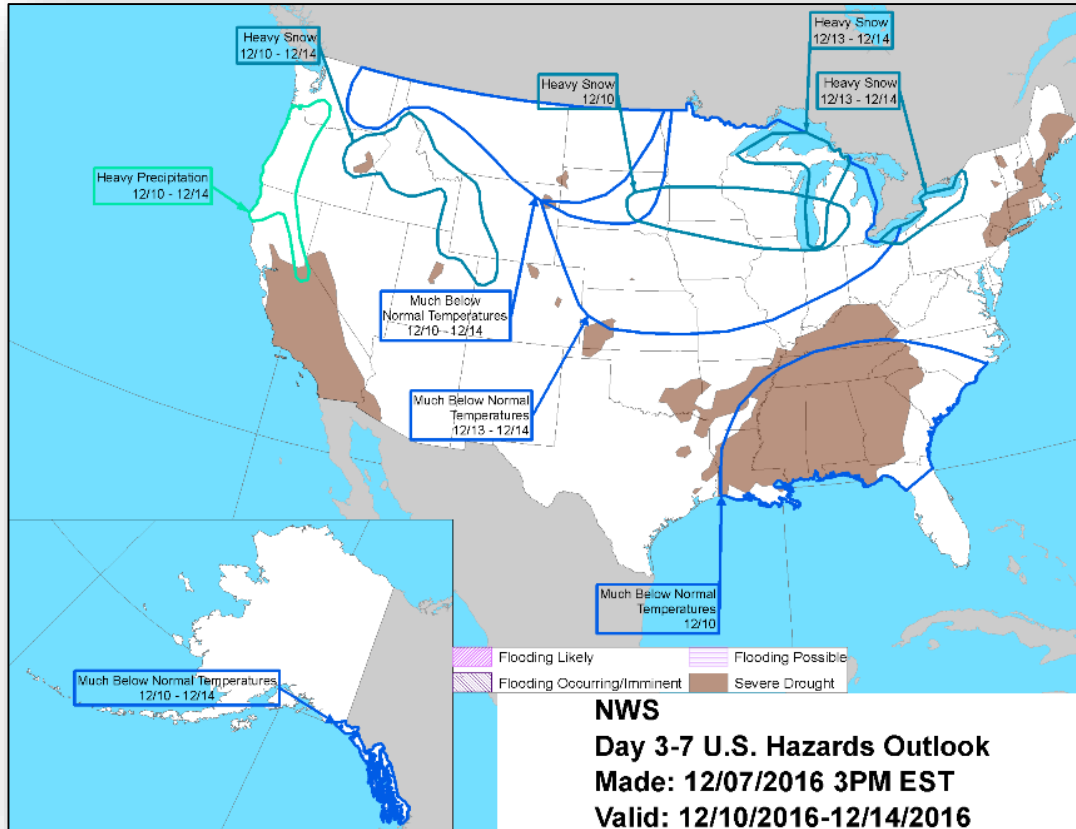 Heavy Snow
12/13 - 12/14
Heavy Snow
12/10 - 12/14
Heavy Snow
12/10
Heavy Snow
12/13 - 12/14
Heavy Precipitation
12/10 - 12/14
Much Below
Normal Temperatures
12/10 - 12/14
Much Below Normal
Temperatures
12/13 - 12/14
Much Below Normal
Temperatures
12/10
Much Below Normal Temperatures
12/10 - 12/14
Flooding Likely
Flooding Possible
Flooding Occurring/Imminent
Severe Drought
NWS
Day 3-7 U.S. Hazards Outlook
Made: 12/07/2016 3PM EST
Valid: 12/10/2016-12/14/2016